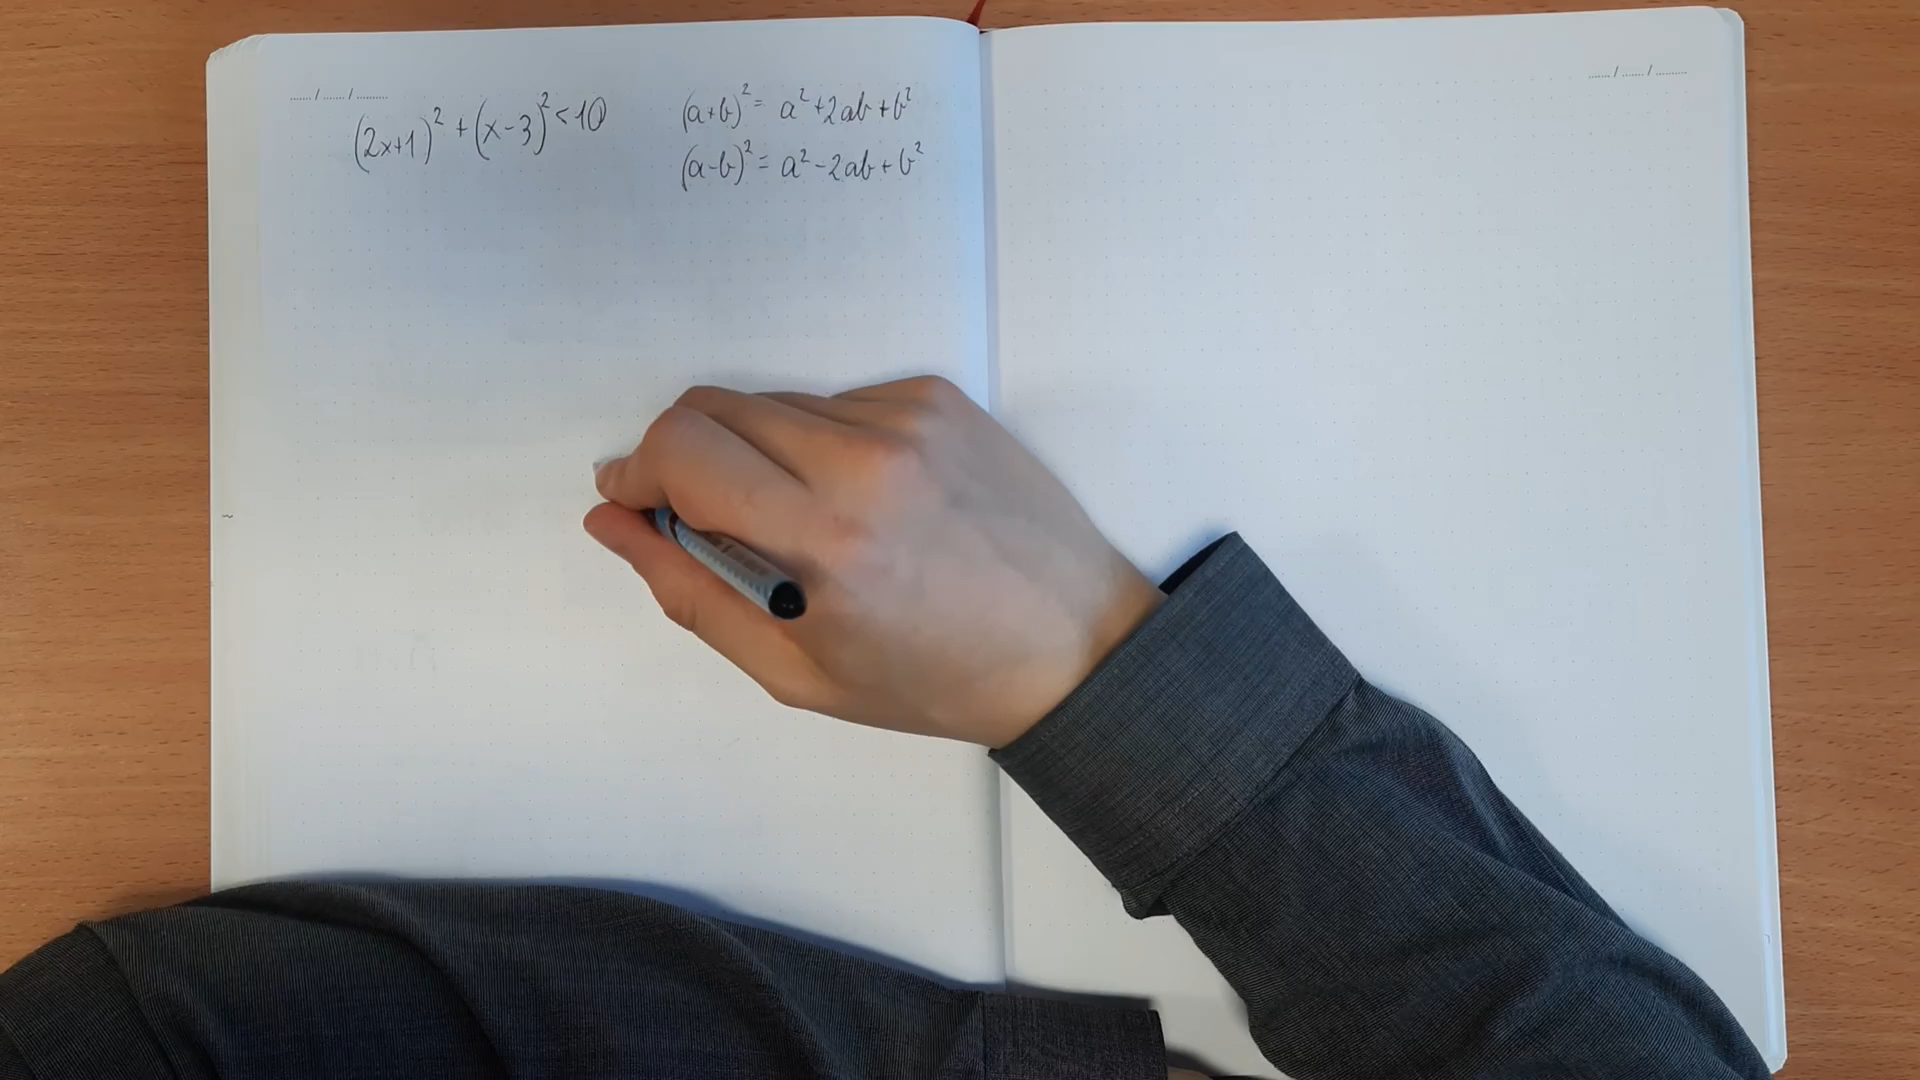 (2x+1)² + (x-3)² < 10
(a+b)² = a² + 2ab + b²
(a-b)² = a² - 2ab + b²